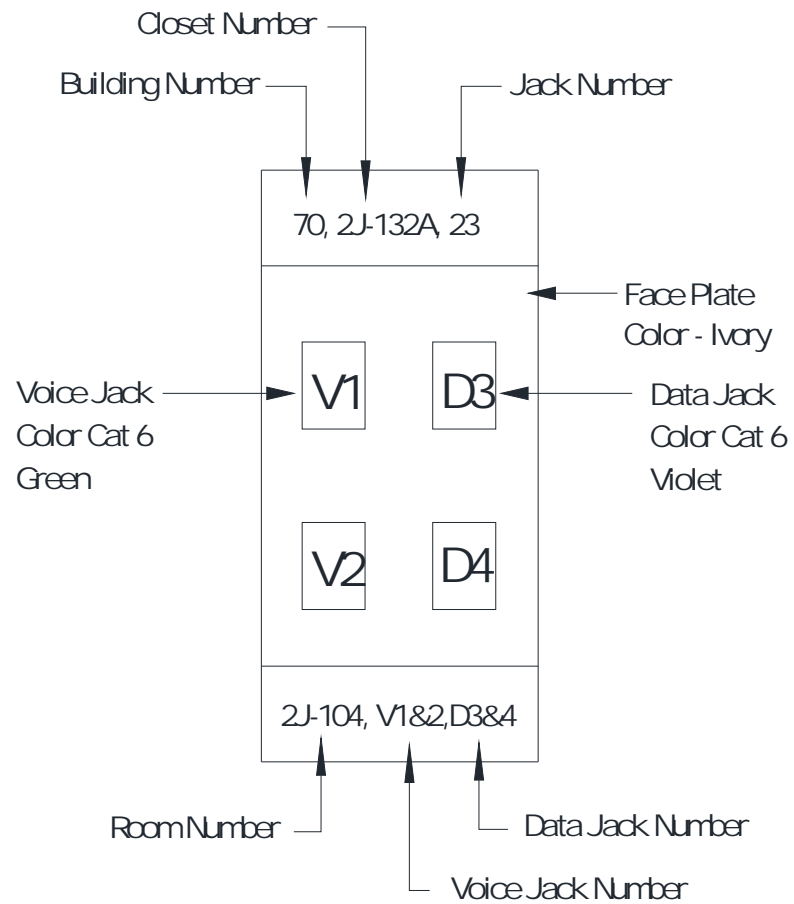 Closet Number
Building Number
Jack Number
70, 2J-132A, 23
Face Plate
Color - Ivory
V1
D3
Voice Jack
Color Cat 6
Green
Data Jack
Color Cat 6
Violet
V2
D4
2J-104, V1&2,D3&4
Room Number
Data Jack Number
Voice Jack Number